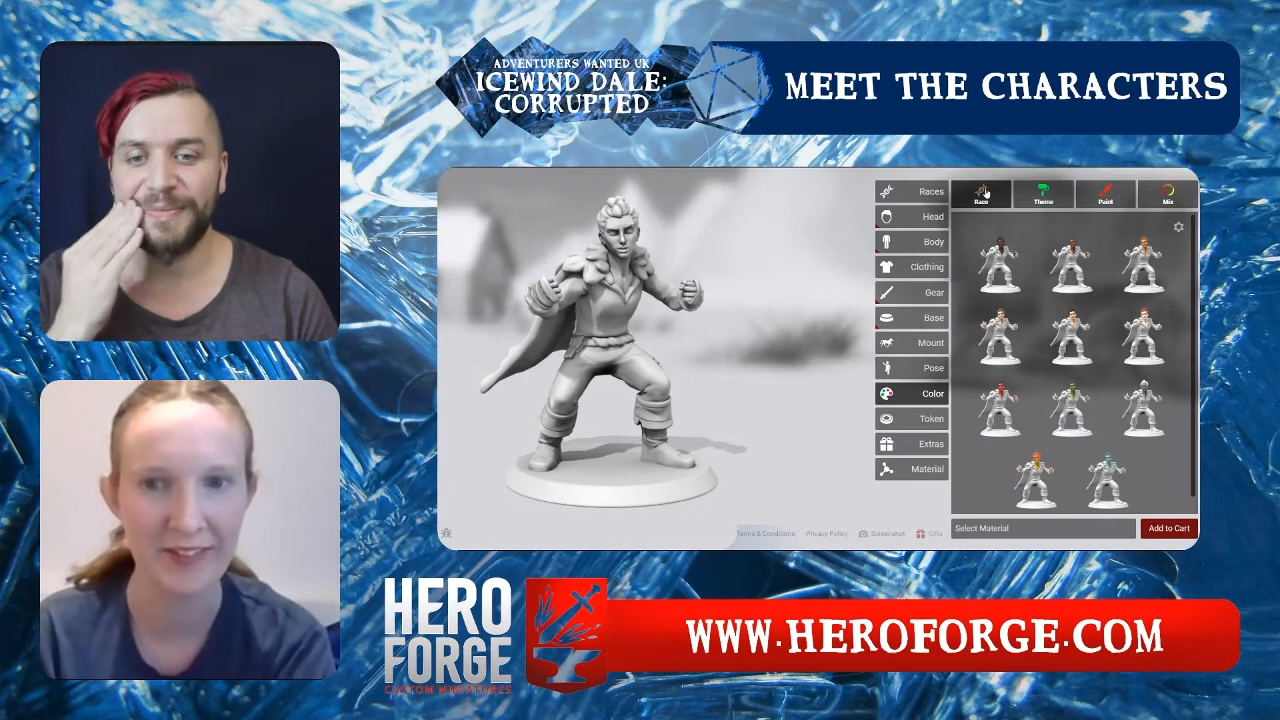 ADVENTURERS WANTED UK
ICEWIND DALE:
CORRUPTED
MEET THE CHARACTERS
Races
Head
Body
Clothing
Gear
Base
Mount
Pose
Color
Token
Extras
Material
Race
Theme
Paint
Mix
Select Material
Add to Cart
Terms & Conditions
Privacy Policy
Screenshot
Gifts
HERO
FORGE
CUSTOM MINIATURES
WWW.HEROFORGE.COM